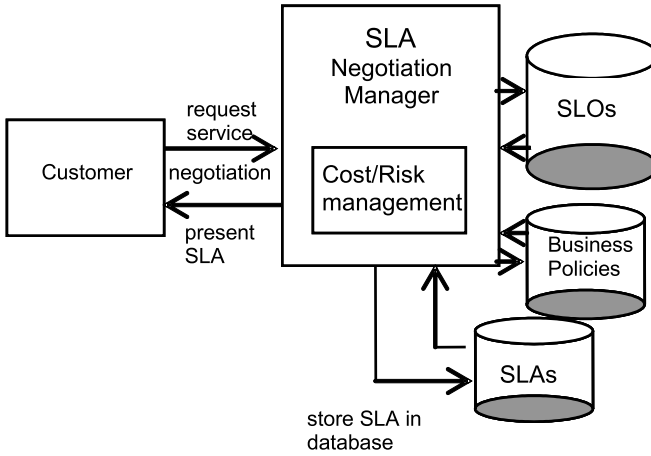 SLA
Negotiation
Manager
request
service
SLOs
Customer
negotiation
Cost/Risk
management
present
SLA
Business
Policies
SLAs
store SLA in
database